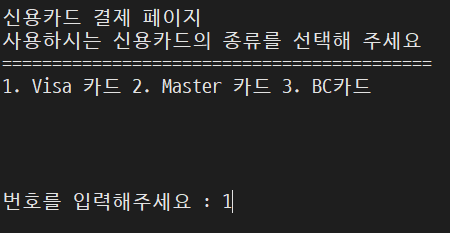 신용카드 결제 페이지
사용하시는 신용카드의 종류를 선택해 주세요
===========================================
1. Visa 카드 2. Master 카드 3. BC카드
번호를 입력해주세요 : 1